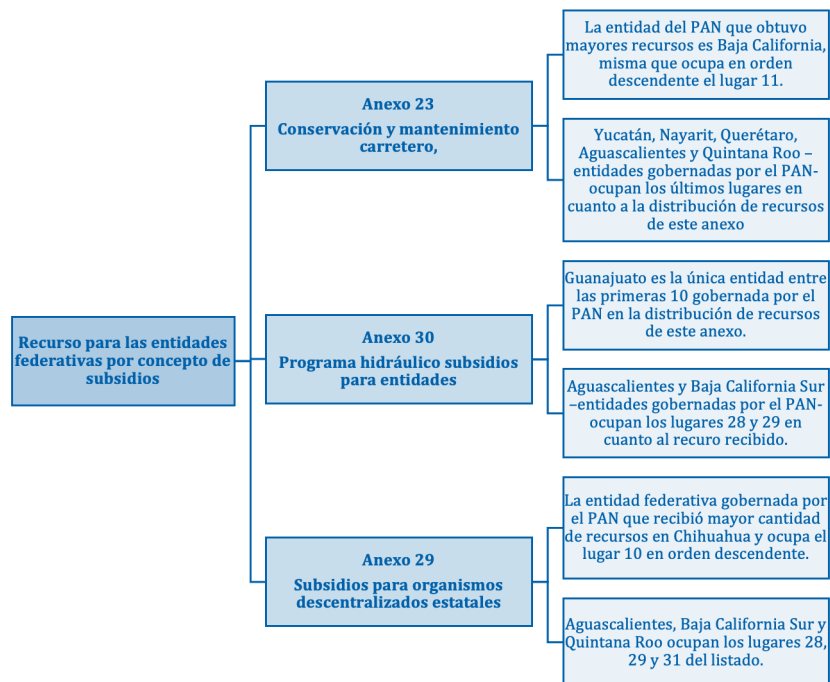 Recurso para las entidades
federativas por concepto de
subsidios
Anexo 23
Conservación y mantenimiento
carretero,
La entidad del PAN que obtuvo
mayores recursos es Baja California,
misma que ocupa en orden
descendente el lugar 11.
Yucatán, Nayarit, Querétaro,
Aguascalientes y Quintana Roo –
entidades gobernadas por el PAN-
ocupan los últimos lugares en
cuanto a la distribución de recursos
de este anexo
Anexo 30
Programa hidráulico subsidios
para entidades
Guanajuato es la única entidad entre
las primeras 10 gobernada por el
PAN en la distribución de recursos
de este anexo.
Aguascalientes y Baja California Sur
–entidades gobernadas por el PAN-
ocupan los lugares 28 y 29 en
cuanto al recuro recibido.
Anexo 29
Subsidios para organismos
descentralizados estatales
La entidad federativa gobernada por
el PAN que recibió mayor cantidad
de recursos en Chihuahua y ocupa el
lugar 10 en orden descendente.
Aguascalientes, Baja California Sur y
Quintana Roo ocupan los lugares 28,
29 y 31 del listado.